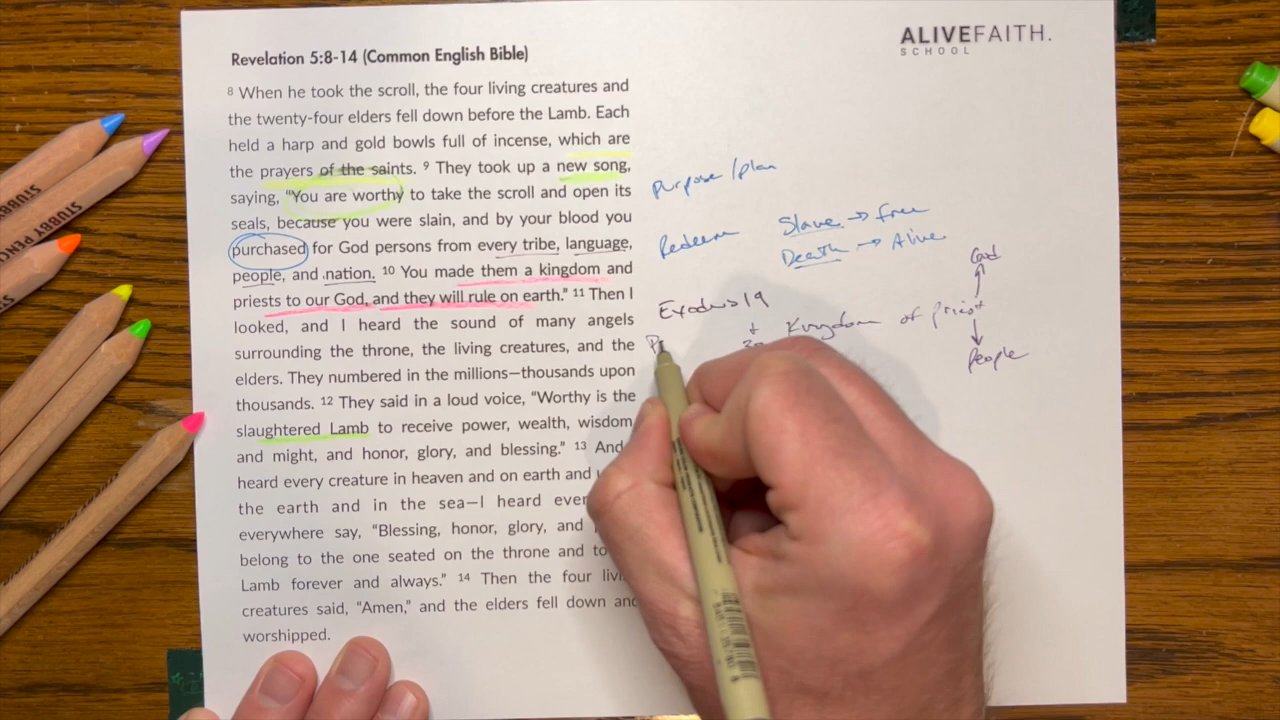 Revelation 5:8-14 (Common English Bible)
ALIVEFAITH.
SCHOOL
8 When he took the scroll, the four living creatures and
the twenty-four elders fell down before the Lamb. Each
held a harp and gold bowls full of incense, which are
the prayers of the saints. 9 They took up a new song,
saying, “You are worthy to take the scroll and open its
seals, because you were slain, and by your blood you
purchased for God persons from every tribe, language,
people, and nation. 10 You made them a kingdom and
priests to our God, and they will rule on earth.” 11 Then I
looked, and I heard the sound of many angels
surrounding the throne, the living creatures, and the
elders. They numbered in the millions—thousands upon
thousands. 12 They said in a loud voice, “Worthy is the
slaughtered Lamb to receive power, wealth, wisdom
and might, and honor, glory, and blessing.” 13 And
heard every creature in heaven and on earth and
the earth and in the sea—I heard
everywhere say, “Blessing, honor, glory, and
belong to the one seated on the throne and
Lamb forever and always.” 14 Then the four
creatures said, “Amen,” and the elders fell down and
worshipped.
Purpose/plan
Slave → Free
Redeem
Death → Alive
God
Exodus 19
Kingdom of priest
People
STUBBY
STUBBY PENC
STUBBY